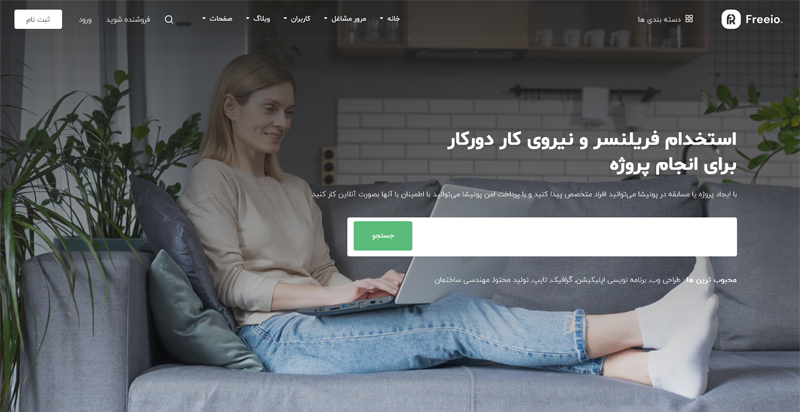 Freeio.
دسته بندی ها
خانه
مرور مشاغل
کاربران
وبلاگ
صفحات
فروشنده شوید
ورود
ثبت نام
استخدام فریلنسر و نیروی کار دورکار
برای انجام پروژه
با ایجاد پروژه یا مسابقه در پونیشا می‌توانید افراد متخصص پیدا کنید و با پرداخت امن پونیشا می‌توانید با اطمینان با آنها بصورت آنلاین کار کنید
جستجو
محبوب ترین ها: طراحی وب, برنامه نویسی اپلیکیشن, گرافیک, تایپ, تولید محتوا, مهندسی ساختمان